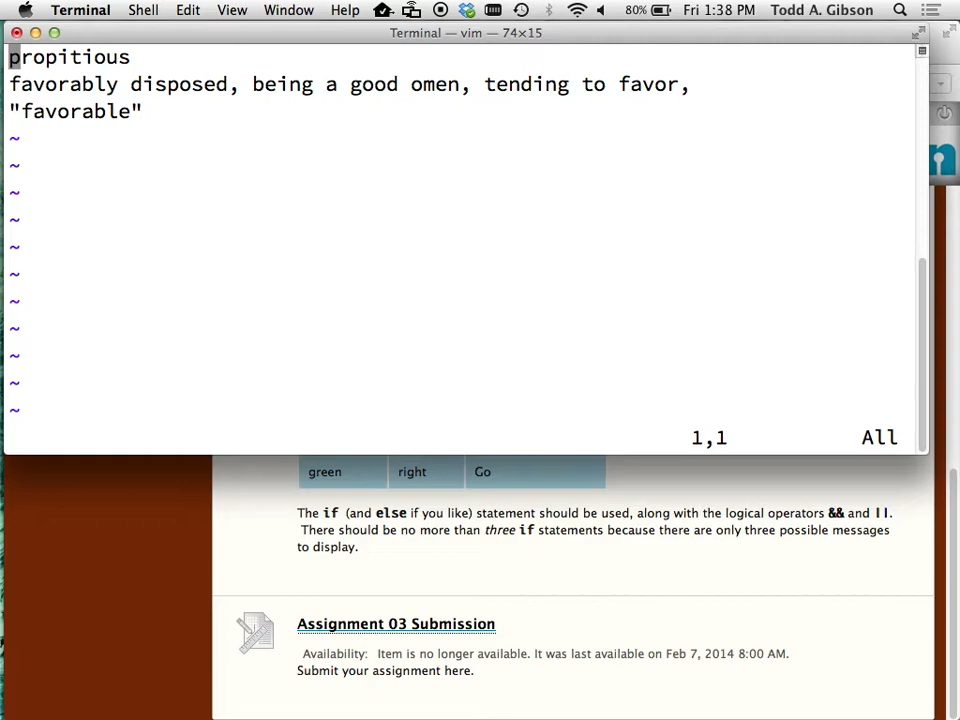 Terminal Shell Edit View Window Help 80% Fri 1:38 PM Todd A. Gibson
Terminal — vim — 74×15
propitious
favorably disposed, being a good omen, tending to favor,
"favorable"
~
~
~
~
~
~
~
~
~
~
~
1,1 All
green right Go
The if (and else if you like) statement should be used, along with the logical operators && and ||.
There should be no more than three if statements because there are only three possible messages
to display.
Assignment 03 Submission
Availability: Item is no longer available. It was last available on Feb 7, 2014 8:00 AM.
Submit your assignment here.